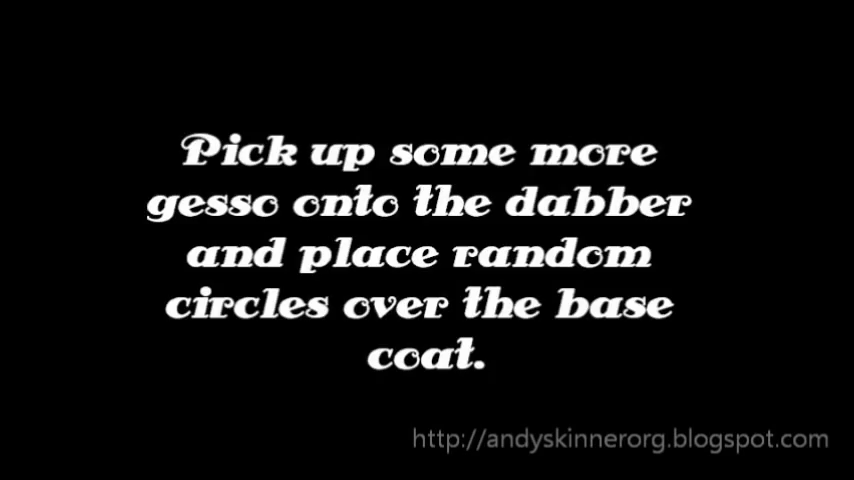 Pick up some more
gesso onto the dabber
and place random
circles over the base
coat.
http://andyskinnerorg.blogspot.com